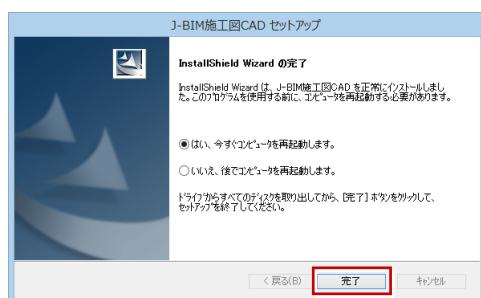 J-BIM施工図CAD セットアップ
InstallShield Wizard の完了
InstallShield Wizard は、J-BIM施工図CAD を正常にインストールしまし
た。このプログラムを使用する前に、コンピュータを再起動する必要があります。
はい、今すぐコンピュータを再起動します。
いいえ、後でコンピュータを再起動します。
ドライブからすべてのディスクを取り出してから、[完了] ボタンをクリックして、
セットアップを終了してください。
< 戻る(B)
完了
キャンセル